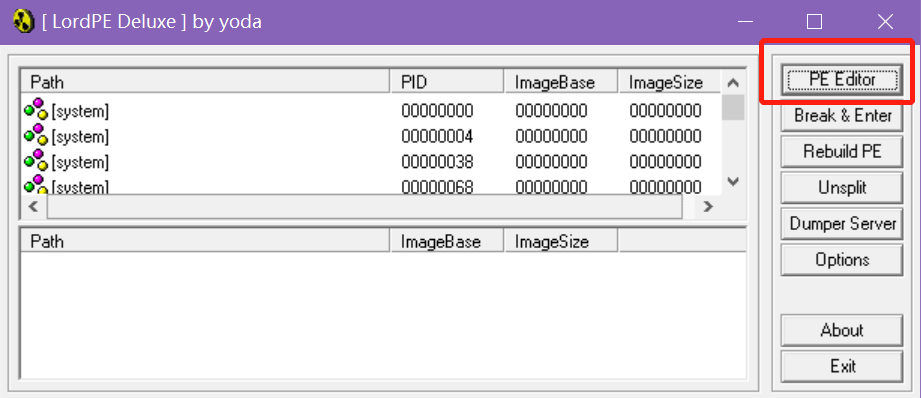 [ LordPE Deluxe ] by yoda
Path PID ImageBase ImageSize
[system] 00000000 00000000 00000000
[system] 00000004 00000000 00000000
[system] 00000038 00000000 00000000
[system] 00000068 00000000 00000000
Path ImageBase ImageSize
PE Editor
Break & Enter
Rebuild PE
Unsplit
Dumper Server
Options
About
Exit